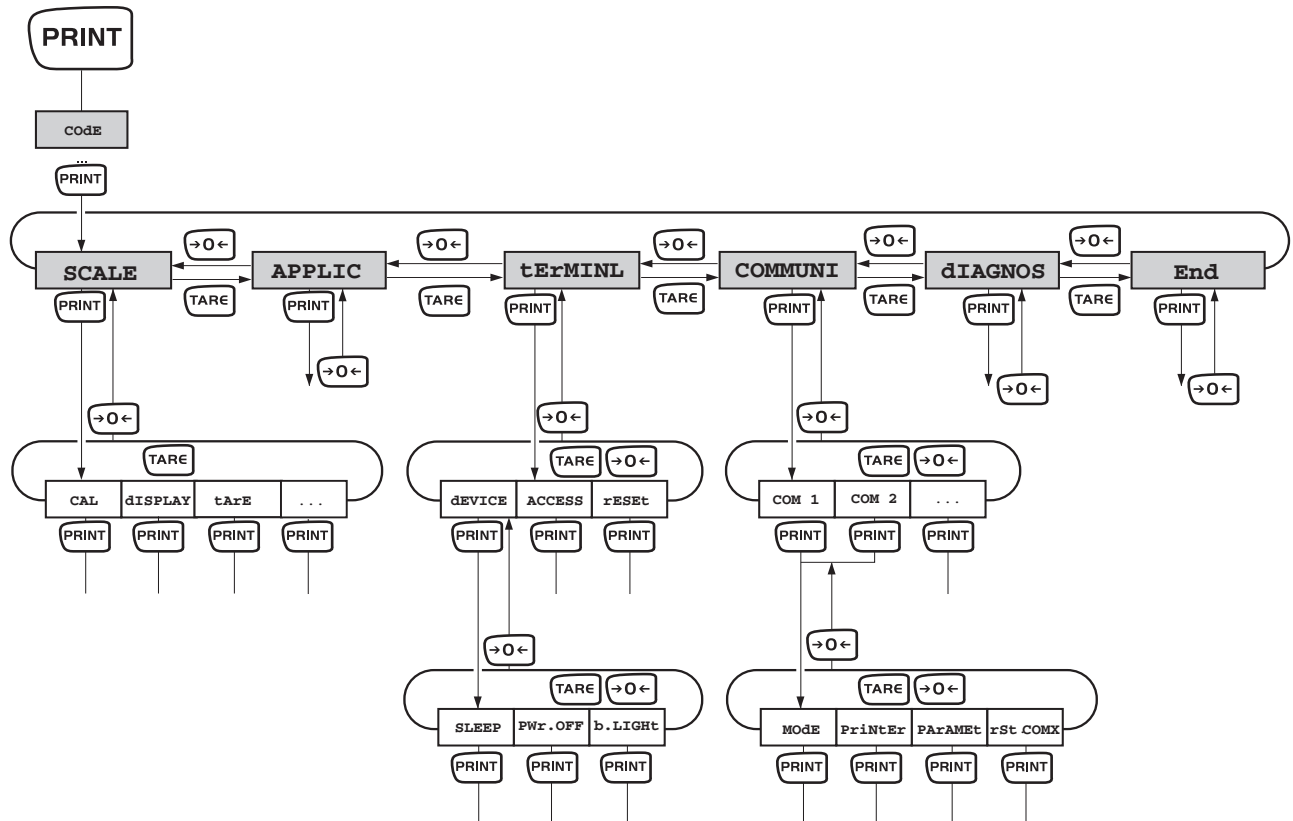 PRINT
COdE
...
PRINT
→0← →0← →0← →0← →0←
SCALE APPLIC tErMINL COMMUNI dIAGNOS End
PRINT TARE PRINT TARE PRINT TARE PRINT TARE PRINT TARE PRINT
→0← →0← →0←
→0← →0← →0←
TARE TARE →0← TARE →0←
CAL dISPLAY tArE ... dEVICE ACCESS rESEt COM 1 COM 2 ...
PRINT PRINT PRINT PRINT PRINT PRINT PRINT PRINT PRINT PRINT
→0← →0←
TARE →0← TARE →0←
SLEEP PWr.OFF b.LIGHt MOdE PriNtEr PArAMEt rSt COMX
PRINT PRINT PRINT PRINT PRINT PRINT PRINT